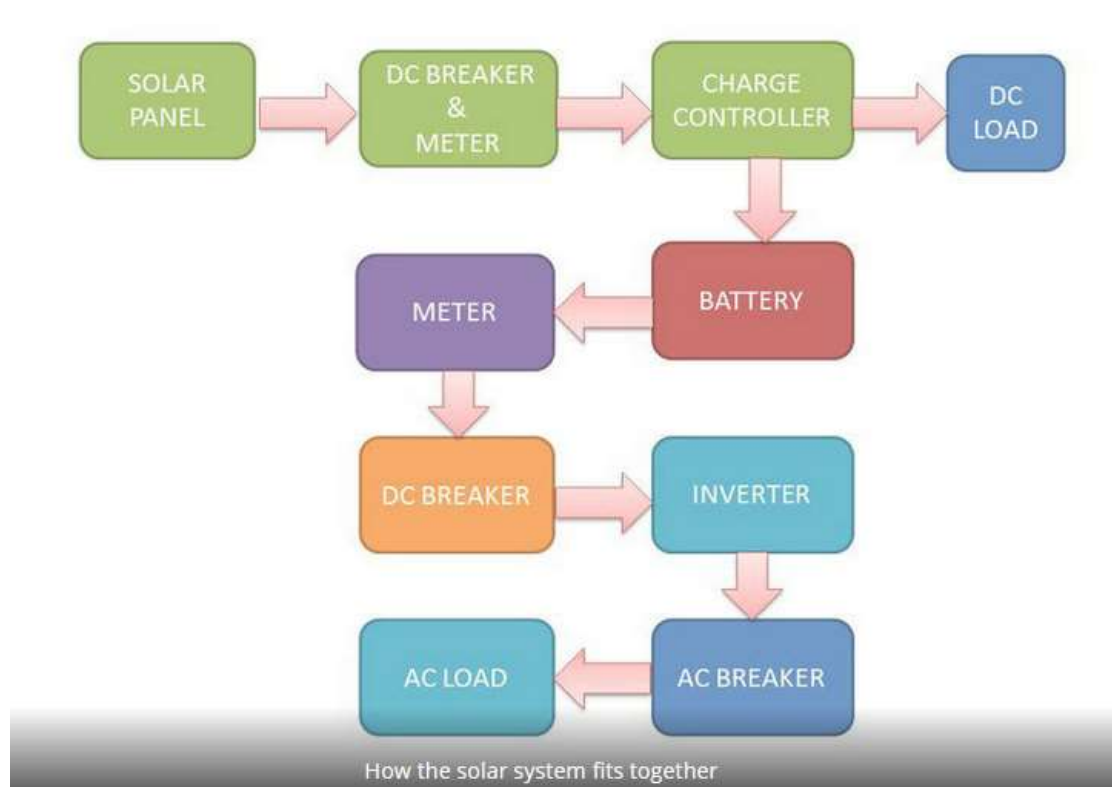 SOLAR
PANEL
DC BREAKER
&
METER
CHARGE
CONTROLLER
DC
LOAD
METER
BATTERY
DC BREAKER
INVERTER
AC LOAD
AC BREAKER
How the solar system fits together